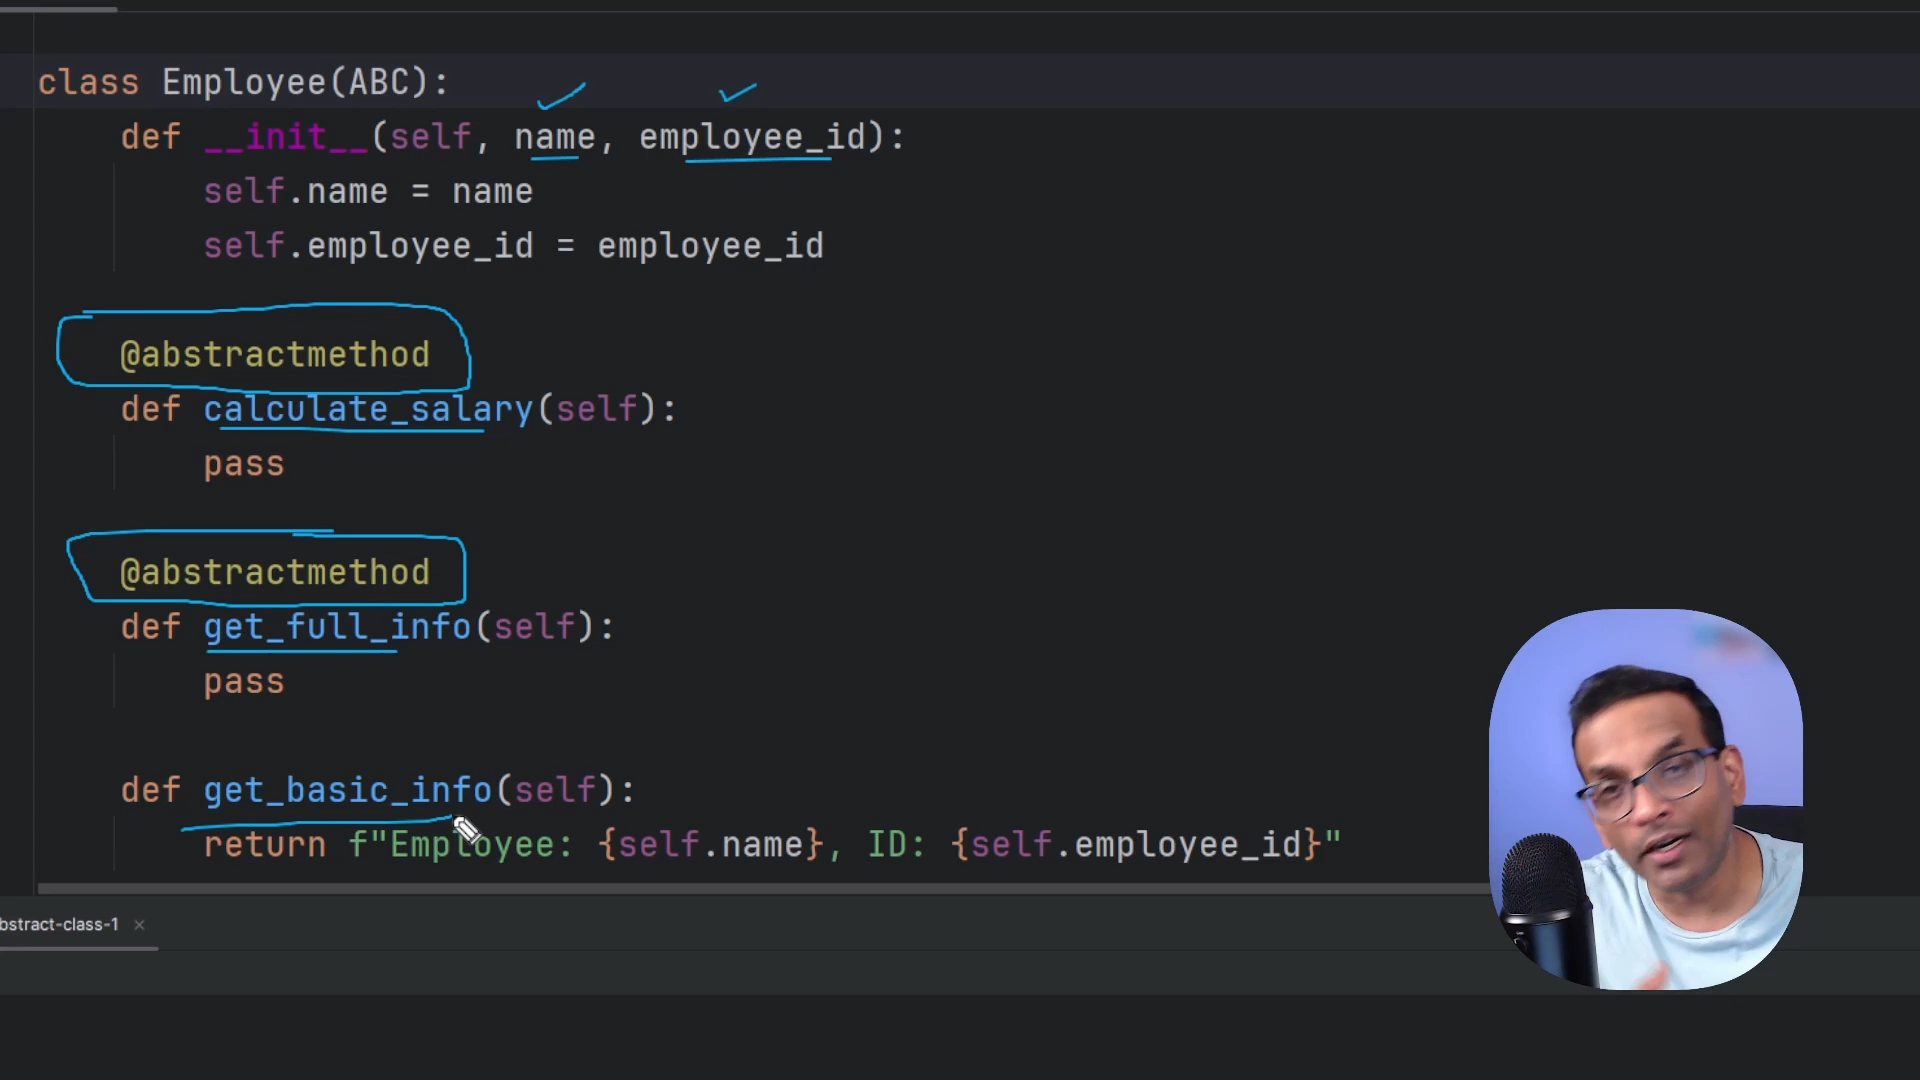 class Employee(ABC):
def __init__(self, name, employee_id):
self.name = name
self.employee_id = employee_id
@abstractmethod
def calculate_salary(self):
pass
@abstractmethod
def get_full_info(self):
pass
def get_basic_info(self):
return f"Employee: {self.name}, ID: {self.employee_id}"
bstract-class-1 ×